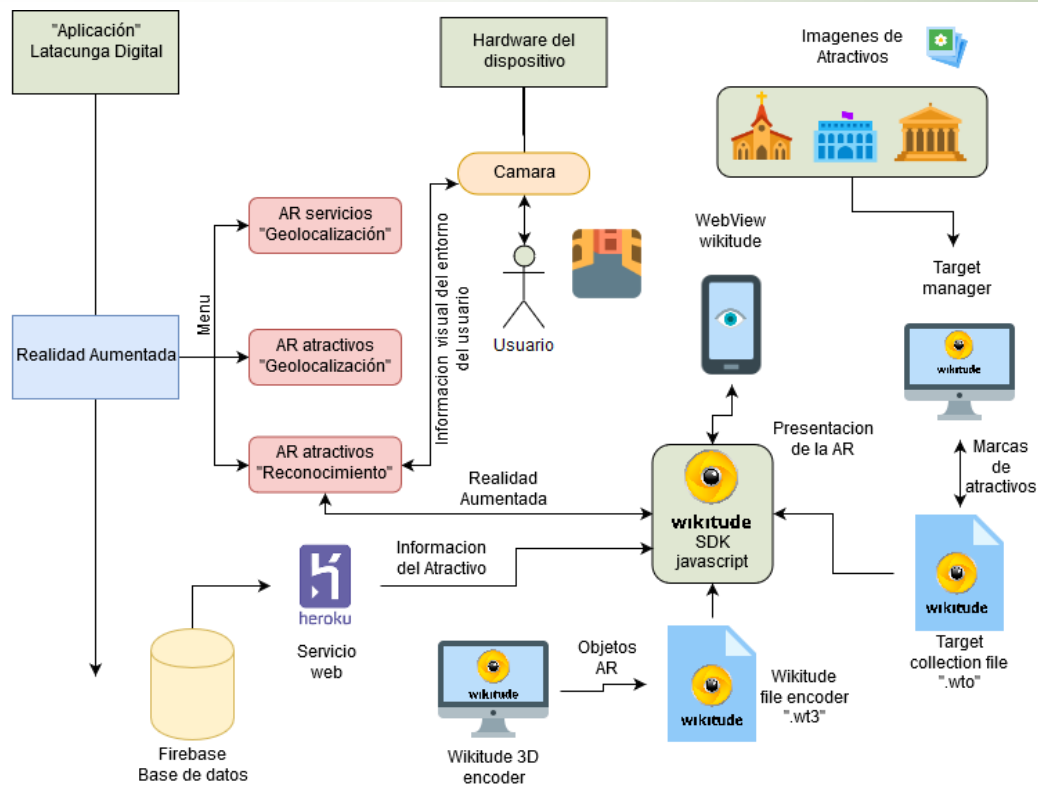 "Aplicación"
Latacunga Digital
Hardware del
dispositivo
Imagenes de
Atractivos
Camara
AR servicios
"Geolocalización"
WebView
wikitude
Menu
Informacion visual del entorno
del usuario
Target
manager
Usuario
Realidad Aumentada
AR atractivos
"Geolocalización"
wikitude
Presentacion
de la AR
Marcas de
atractivos
AR atractivos
"Reconocimiento"
Realidad
Aumentada
wikitude
SDK
javascript
Informacion
del Atractivo
heroku
Servicio
web
wikitude
Target
collection file
".wto"
Objetos
AR
wikitude
wikitude
Wikitude
file encoder
".wt3"
Firebase
Base de datos
Wikitude 3D
encoder